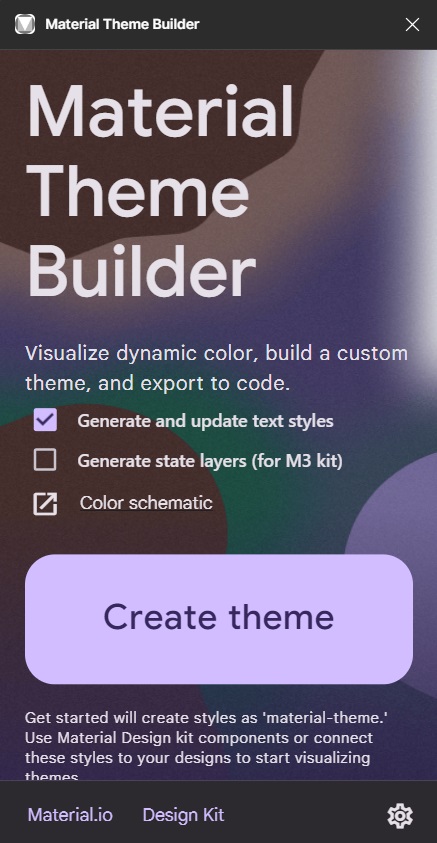 Material Theme Builder
Material
Theme
Builder
Visualize dynamic color, build a custom
theme, and export to code.
Generate and update text styles
Generate state layers (for M3 kit)
Color schematic
Create theme
Get started will create styles as 'material-theme.'
Use Material Design kit components or connect
these styles to your designs to start visualizing
themes
Material.io Design Kit